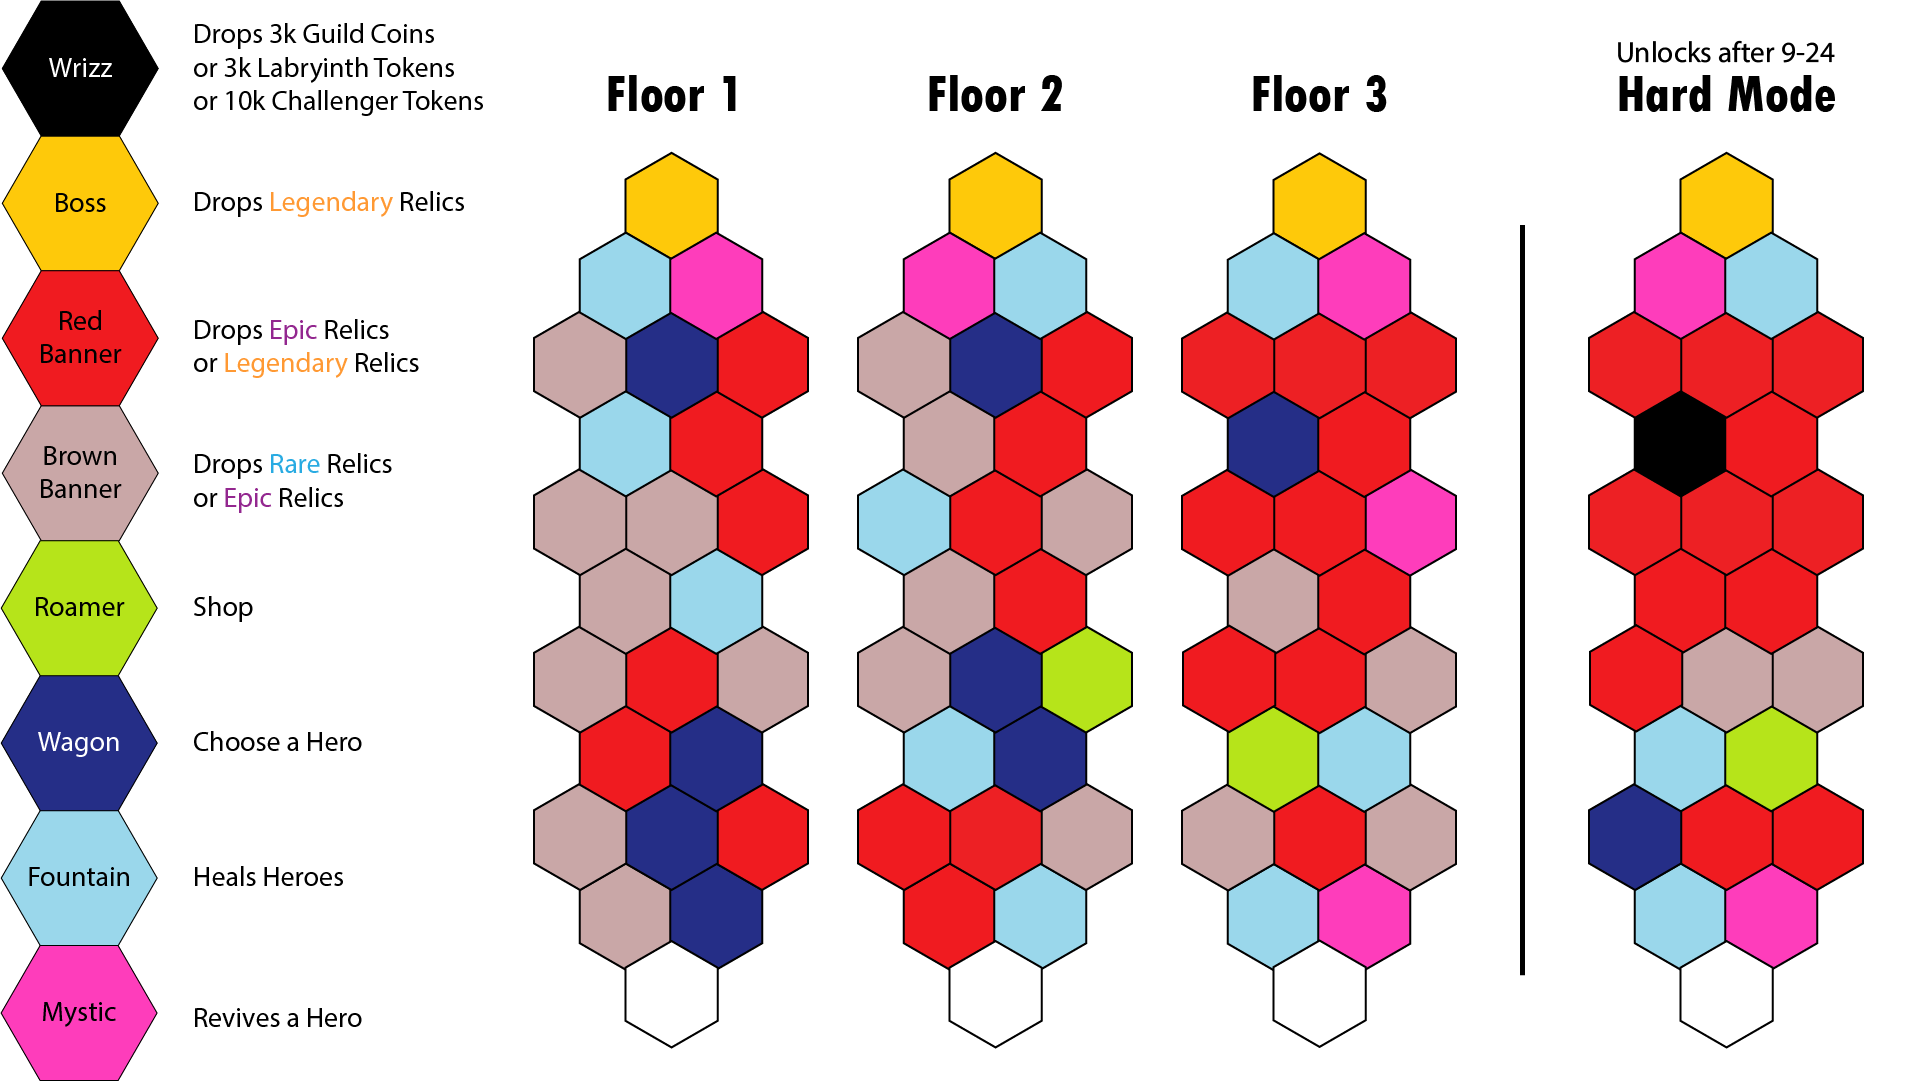 Wrizz
Drops 3k Guild Coins
or 3k Labryinth Tokens
or 10k Challenger Tokens
Boss
Drops Legendary Relics
Red
Banner
Drops Epic Relics
or Legendary Relics
Brown
Banner
Drops Rare Relics
or Epic Relics
Roamer
Shop
Wagon
Choose a Hero
Fountain
Heals Heroes
Mystic
Revives a Hero
Floor 1
Floor 2
Floor 3
Unlocks after 9-24
Hard Mode